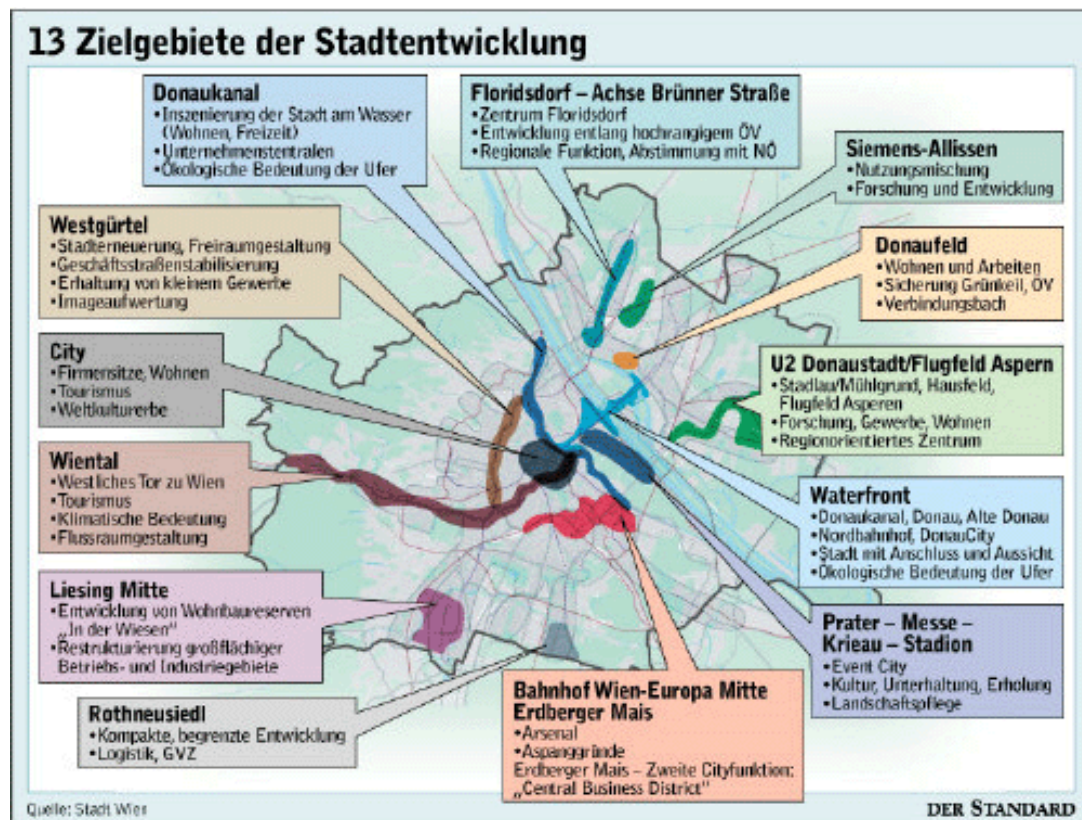 13 Zielgebiete der Stadtentwicklung
Donaukanal
•Inszenierung der Stadt am Wasser
(Wohnen, Freizeit)
•Unternehmenstentralen
•Ökologische Bedeutung der Ufer
Floridsdorf – Achse Brünner Straße
•Zentrum Floridsdorf
•Entwicklung entlang hochrangigem ÖV
•Regionale Funktion, Abstimmung mit NÖ
Siemens-Allissen
•Nutzungsmischung
•Forschung und Entwicklung
Westgürtel
•Stadterneuerung, Freiraumgestaltung
•Geschäftsstraßenstabilisierung
•Erhaltung von kleinem Gewerbe
•Imageaufwertung
Donaufeld
•Wohnen und Arbeiten
•Sicherung Grünkeil, ÖV
•Verbindungsbach
City
•Firmensitze, Wohnen
•Tourismus
•Weltkulturerbe
U2 Donaustadt/Flugfeld Aspern
•Stadlau/Mühlgrund, Hausfeld,
Flugfeld Asperen
•Forschung, Gewerbe, Wohnen
•Regionorientiertes Zentrum
Wiental
•Westliches Tor zu Wien
•Tourismus
•Klimatische Bedeutung
•Flussraumgestaltung
Waterfront
•Donaukanal, Donau, Alte Donau
•Nordbahnhof, DonauCity
•Stadt mit Anschluss und Aussicht
•Ökologische Bedeutung der Ufer
Liesing Mitte
•Entwicklung von Wohnbaureserven
„In der Wiesen“
•Restrukturierung großflächiger
Betriebs- und Industriegebiete
Prater – Messe –
Krieau – Stadion
•Event City
•Kultur, Unterhaltung, Erholung
•Landschaftspflege
Bahnhof Wien-Europa Mitte
Erdberger Mais
•Arsenal
•Aspanggründe
Erdberger Mais – Zweite Cityfunktion:
„Central Business District“
Rothneusiedl
•Kompakte, begrenzte Entwicklung
•Logistik, GVZ
Quelle: Stadt Wien
DER STANDARD